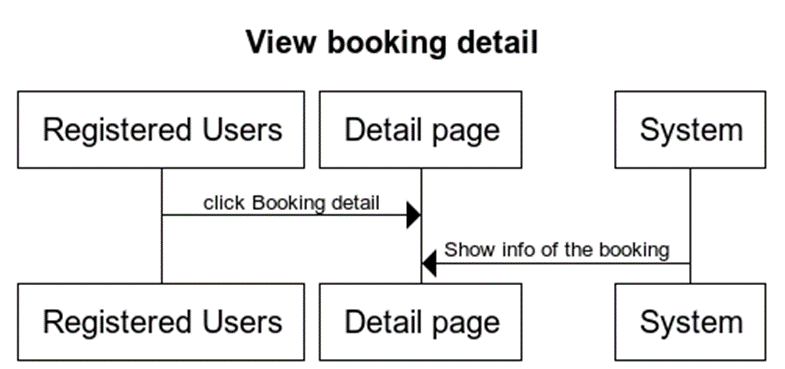 View booking detail
Registered Users
Detail page
System
click Booking detail
Show info of the booking
Registered Users
Detail page
System